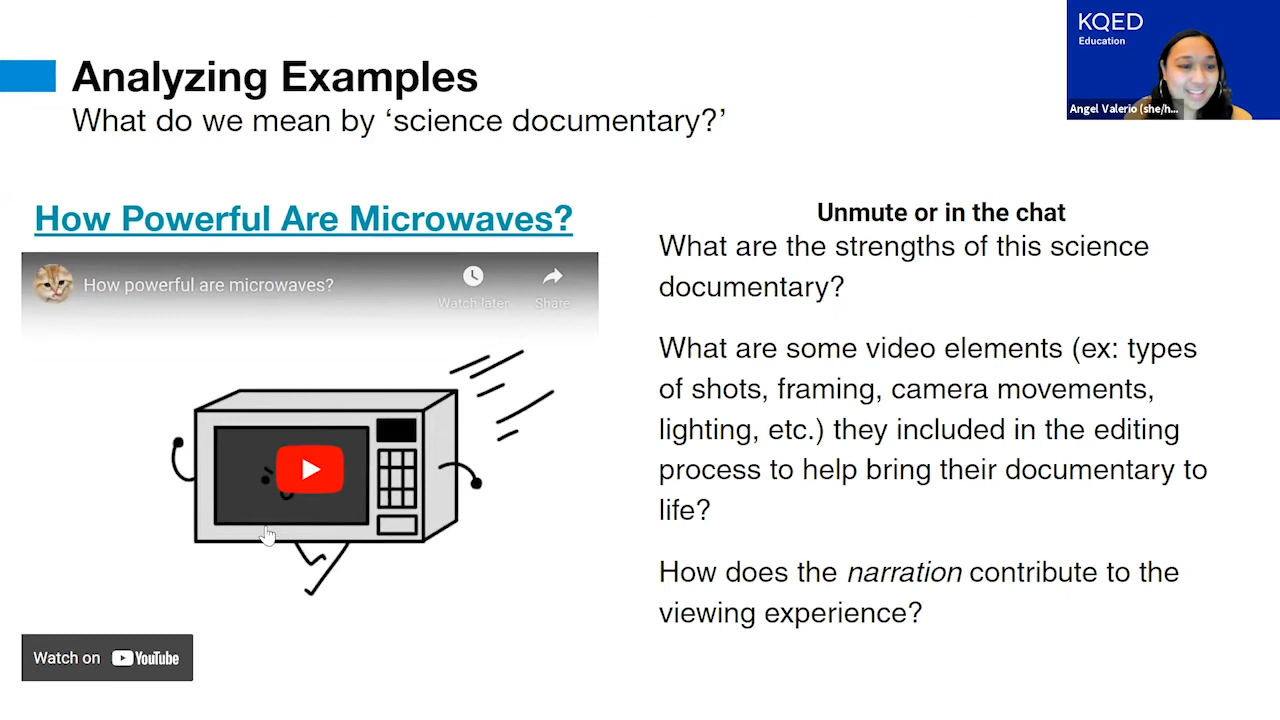 Analyzing Examples
What do we mean by ‘science documentary?’
KQED
Education
Angel Valerio (she/h...
How Powerful Are Microwaves?
How powerful are microwaves?
Watch later
Share
Watch on YouTube
Unmute or in the chat
What are the strengths of this science
documentary?
What are some video elements (ex: types
of shots, framing, camera movements,
lighting, etc.) they included in the editing
process to help bring their documentary to
life?
How does the narration contribute to the
viewing experience?